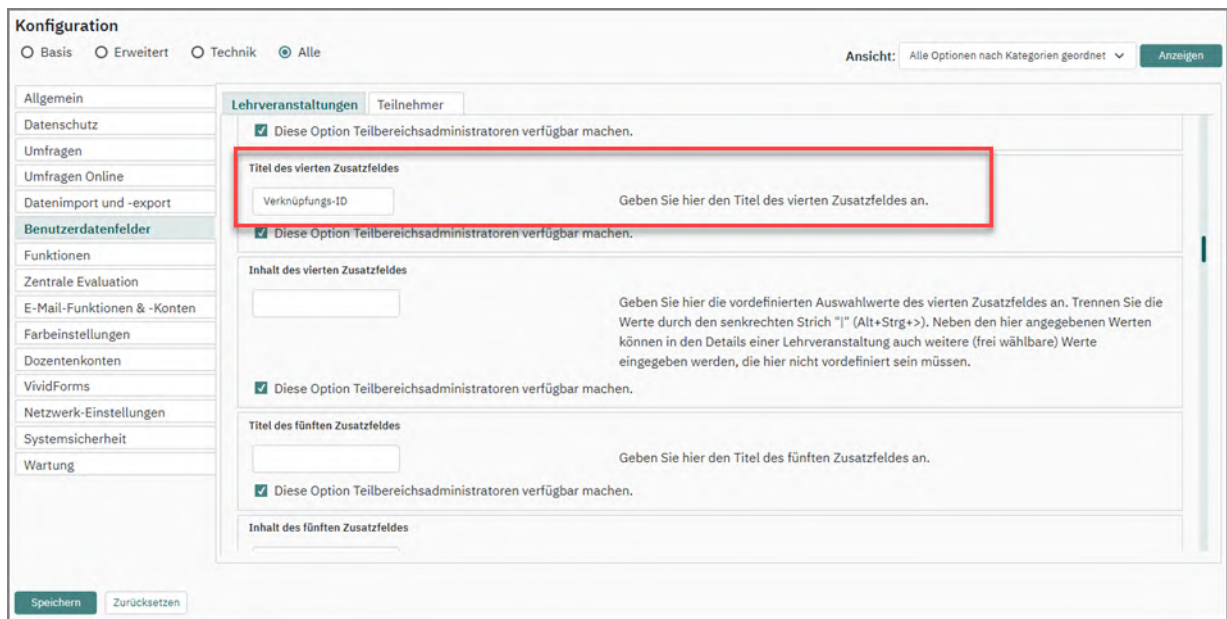 Konfiguration
Basis Erweitert Technik Alle
Ansicht: Alle Optionen nach Kategorien geordnet Anzeigen
Allgemein
Datenschutz
Umfragen
Umfragen Online
Datenimport und -export
Benutzerdatenfelder
Funktionen
Zentrale Evaluation
E-Mail-Funktionen & -Konten
Farbeinstellungen
Dozentenkonten
VividForms
Netzwerk-Einstellungen
Systemsicherheit
Wartung
Lehrveranstaltungen Teilnehmer
Diese Option Teilbereichsadministratoren verfügbar machen.
Titel des vierten Zusatzfeldes
Verknüpfungs-ID
Geben Sie hier den Titel des vierten Zusatzfeldes an.
Diese Option Teilbereichsadministratoren verfügbar machen.
Inhalt des vierten Zusatzfeldes
Geben Sie hier die vordefinierten Auswahlwerte des vierten Zusatzfeldes an. Trennen Sie die
Werte durch den senkrechten Strich "|" (Alt+Strg+>). Neben den hier angegebenen Werten
können in den Details einer Lehrveranstaltung auch weitere (frei wählbare) Werte
eingegeben werden, die hier nicht vordefiniert sein müssen.
Diese Option Teilbereichsadministratoren verfügbar machen.
Titel des fünften Zusatzfeldes
Geben Sie hier den Titel des fünften Zusatzfeldes an.
Diese Option Teilbereichsadministratoren verfügbar machen.
Inhalt des fünften Zusatzfeldes
Speichern Zurücksetzen